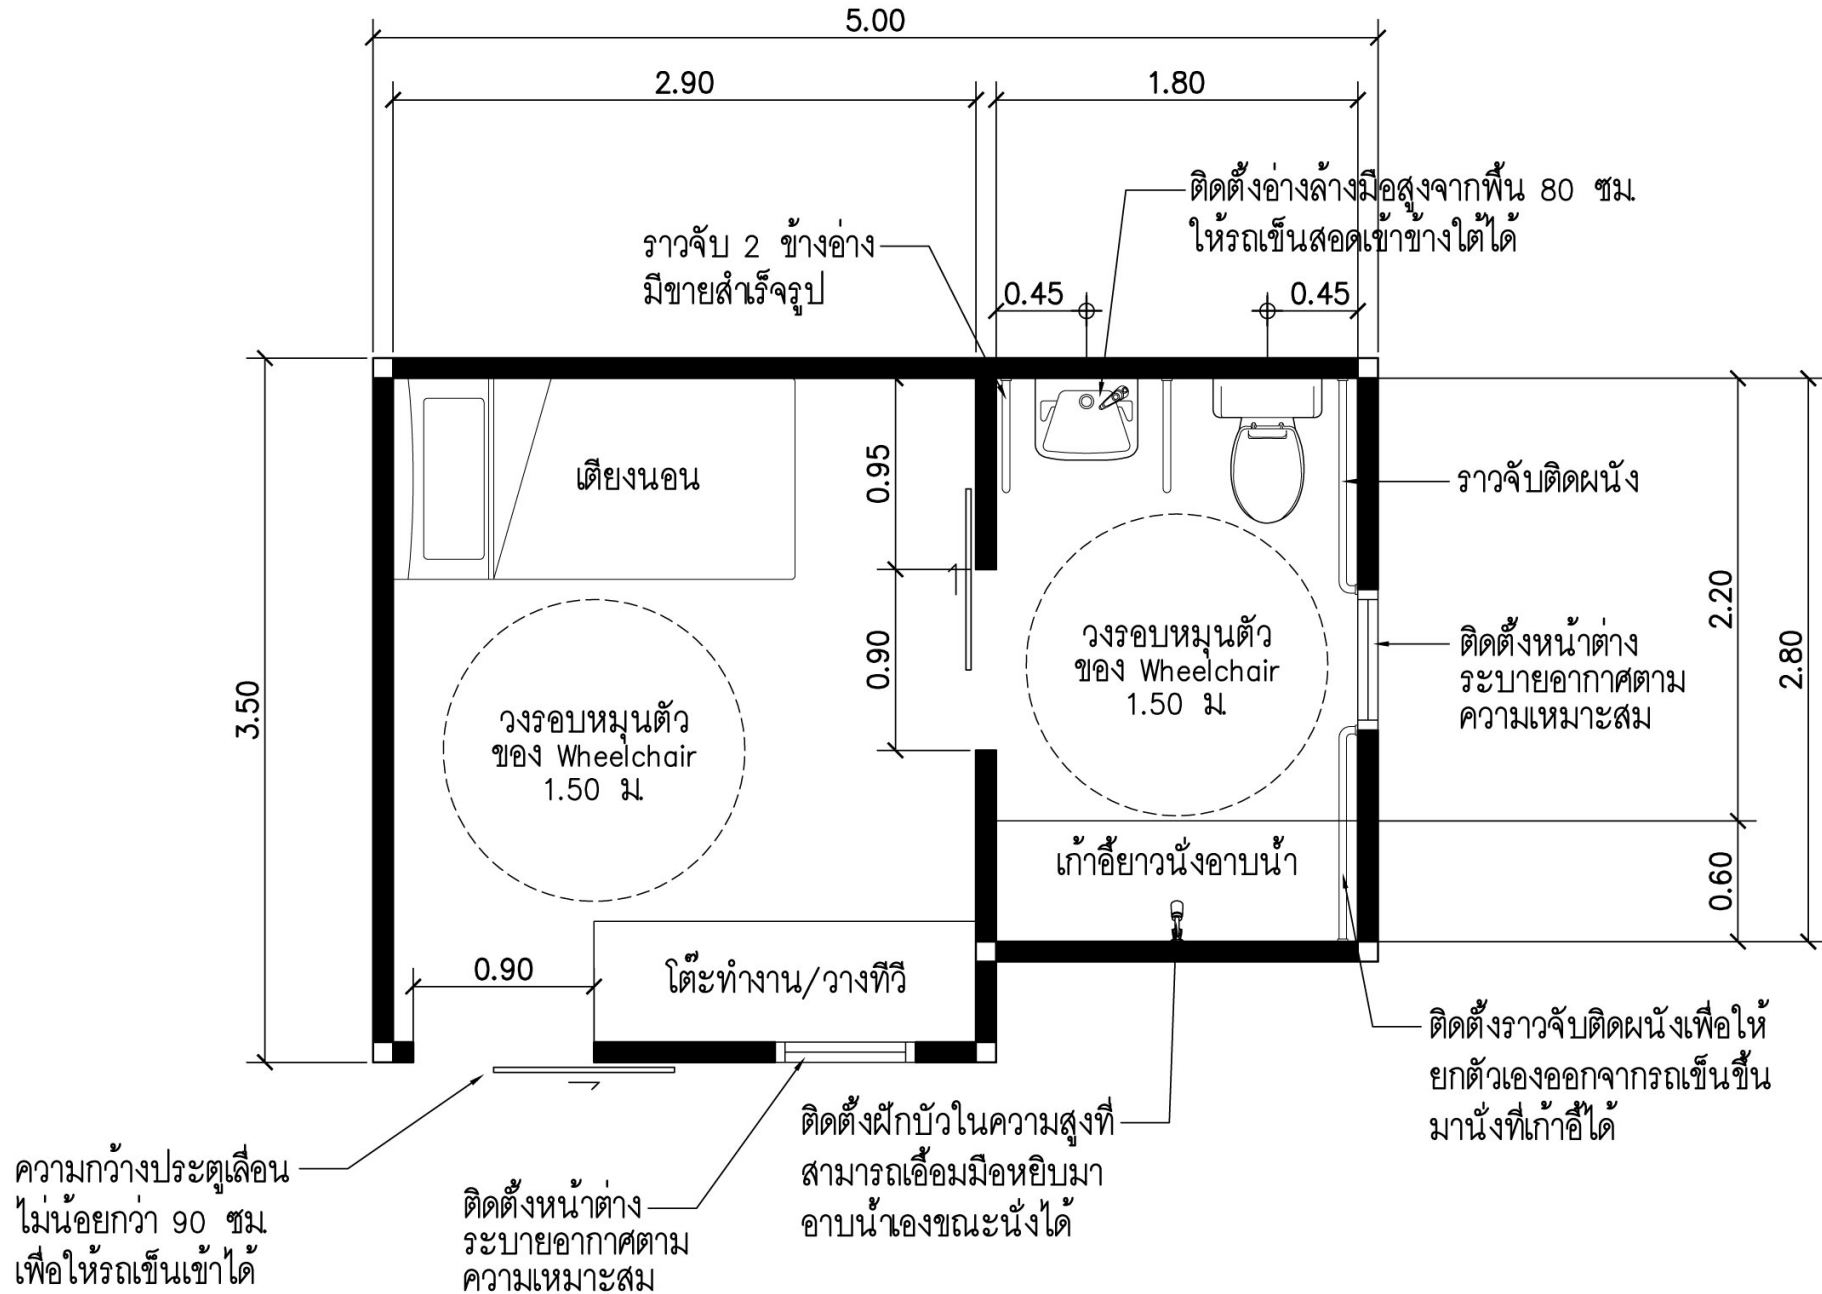 5.00
2.90
1.80
ติดตั้งอ่างล้างมือสูงจากพื้น 80 ซม.
ให้รถเข็นสอดเข้าข้างใต้ได้
ราวจับ 2 ข้างอ่าง
มีขายสำเร็จรูป
0.45
0.45
เตียงนอน
0.95
ราวจับติดผนัง
2.20
0.90
วงรอบหมุนตัว
ของ Wheelchair
1.50 ม.
ติดตั้งหน้าต่าง
ระบายอากาศตาม
ความเหมาะสม
2.80
3.50
วงรอบหมุนตัว
ของ Wheelchair
1.50 ม.
เก้าอี้ยาวนั่งอาบน้ำ
0.60
0.90
โต๊ะทำงาน/วางทีวี
ติดตั้งราวจับติดผนังเพื่อให้
ยกตัวเองออกจากรถเข็นขึ้น
มานั่งที่เก้าอี้ได้
ติดตั้งฝักบัวในความสูงที่
สามารถเอื้อมมือหยิบมา
อาบน้ำเองขณะนั่งได้
ความกว้างประตูเลื่อน
ไม่น้อยกว่า 90 ซม.
เพื่อให้รถเข็นเข้าได้
ติดตั้งหน้าต่าง
ระบายอากาศตาม
ความเหมาะสม